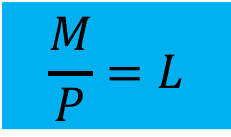 M/P = L